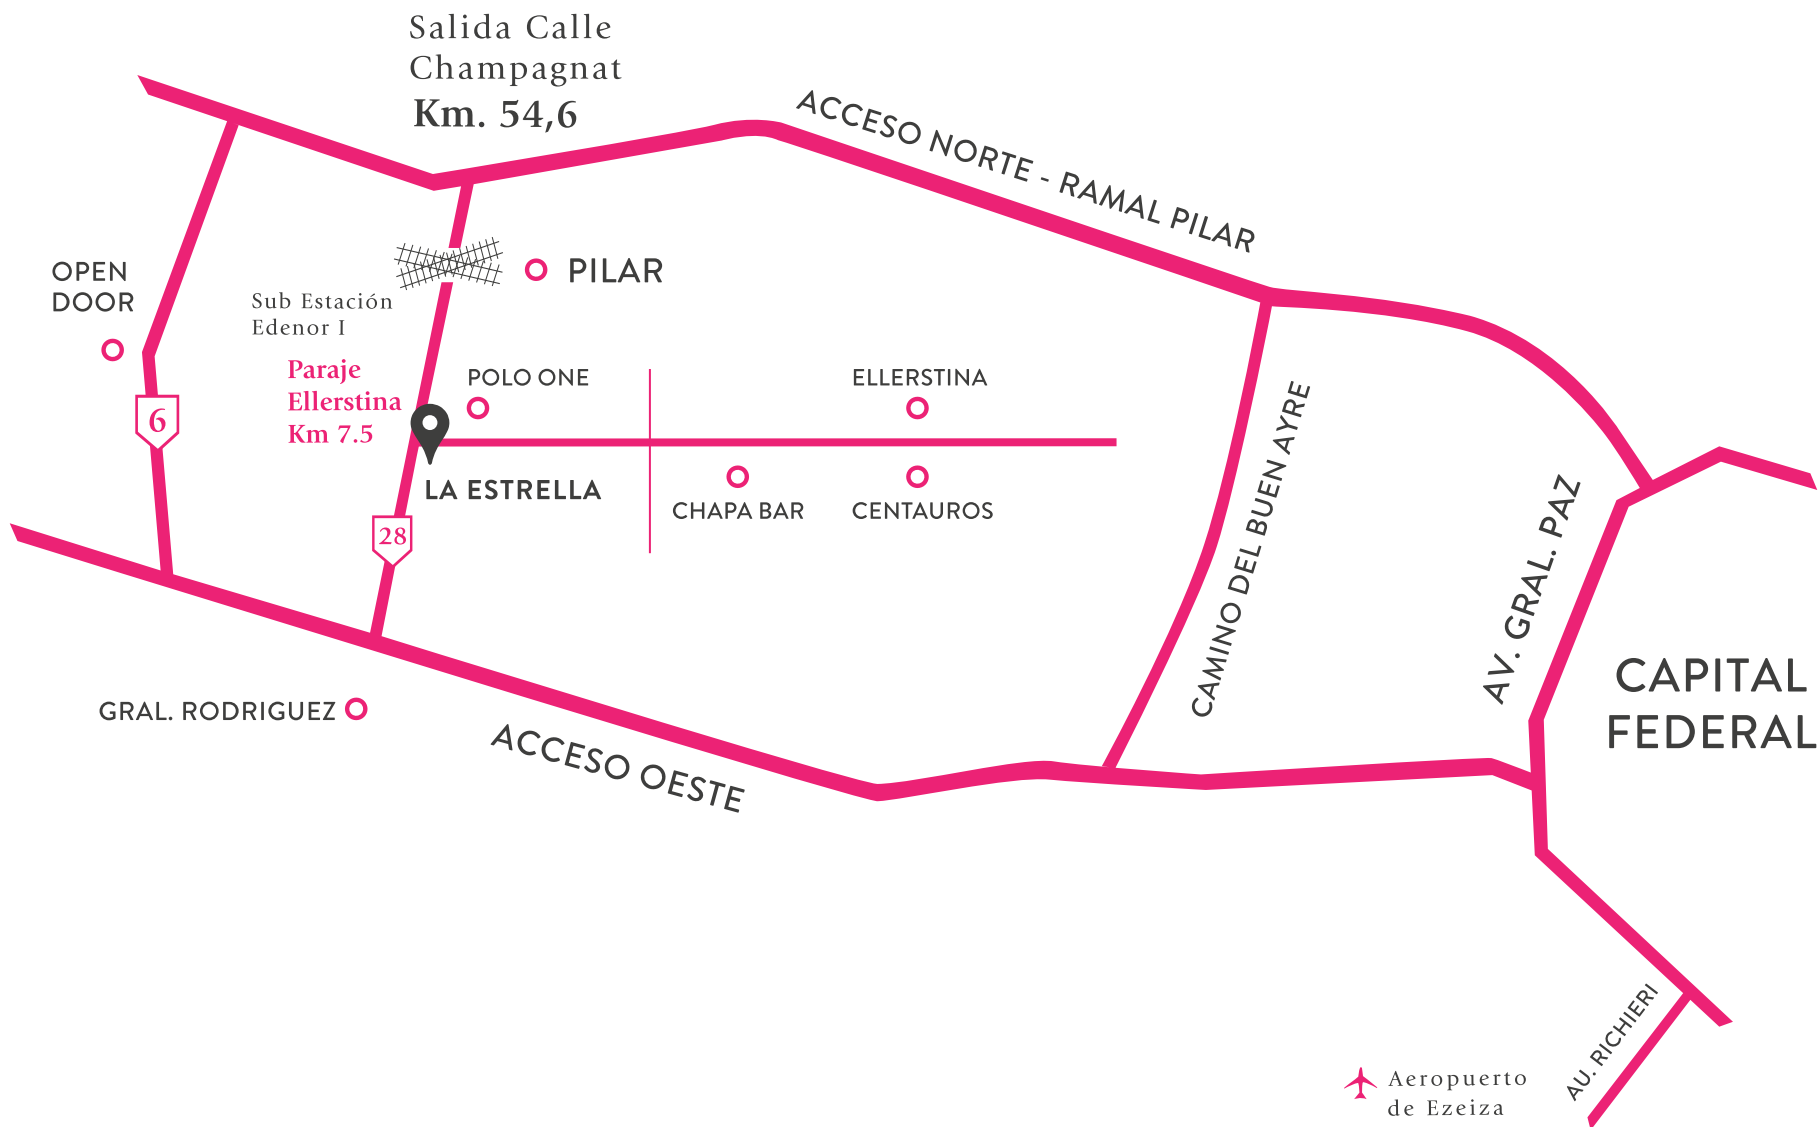 Salida Calle
Champagnat
Km. 54,6
ACCESO NORTE - RAMAL PILAR
OPEN
DOOR
PILAR
Sub Estación
Edenor I
Paraje
Ellerstina
Km 7.5
POLO ONE
ELLERSTINA
6
LA ESTRELLA
CHAPA BAR
CENTAUROS
28
CAMINO DEL BUEN AYRE
AV. GRAL. PAZ
CAPITAL
FEDERAL
GRAL. RODRIGUEZ
ACCESO OESTE
AU. RICHIERI
Aeropuerto
de Ezeiza